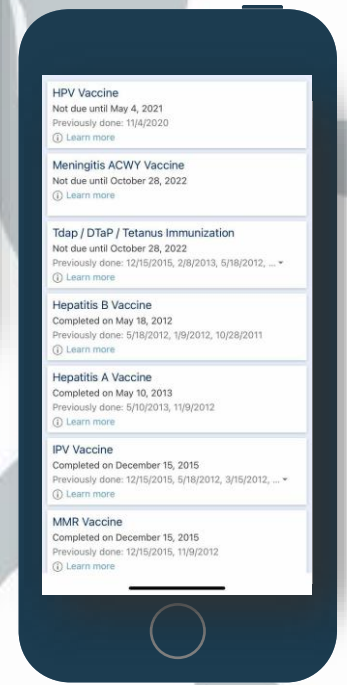 HPV Vaccine
Not due until May 4, 2021
Previously done: 11/4/2020
Learn more
Meningitis ACWY Vaccine
Not due until October 28, 2022
Learn more
Tdap / DTaP / Tetanus Immunization
Not due until October 28, 2022
Previously done: 12/15/2015, 2/8/2013, 5/18/2012, ...
Learn more
Hepatitis B Vaccine
Completed on May 18, 2012
Previously done: 5/18/2012, 1/9/2012, 10/28/2011
Learn more
Hepatitis A Vaccine
Completed on May 10, 2013
Previously done: 5/10/2013, 11/9/2012
Learn more
IPV Vaccine
Completed on December 15, 2015
Previously done: 12/15/2015, 5/18/2012, 3/15/2012, ...
Learn more
MMR Vaccine
Completed on December 15, 2015
Previously done: 12/15/2015, 11/9/2012
Learn more